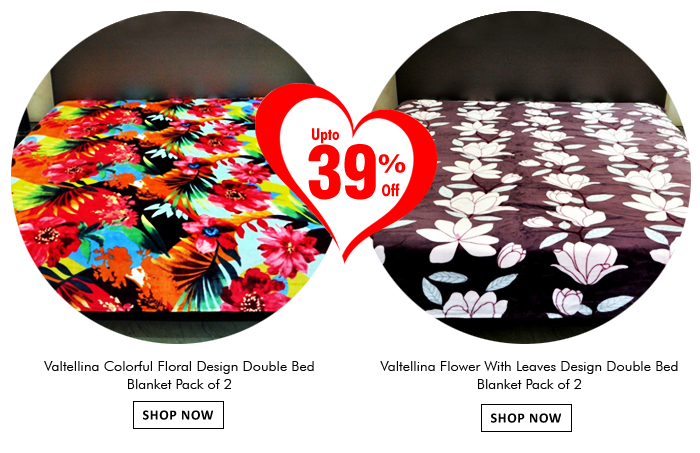 Upto
39%
Off
Valtellina Colorful Floral Design Double Bed
Blanket Pack of 2
SHOP NOW
Valtellina Flower With Leaves Design Double Bed
Blanket Pack of 2
SHOP NOW